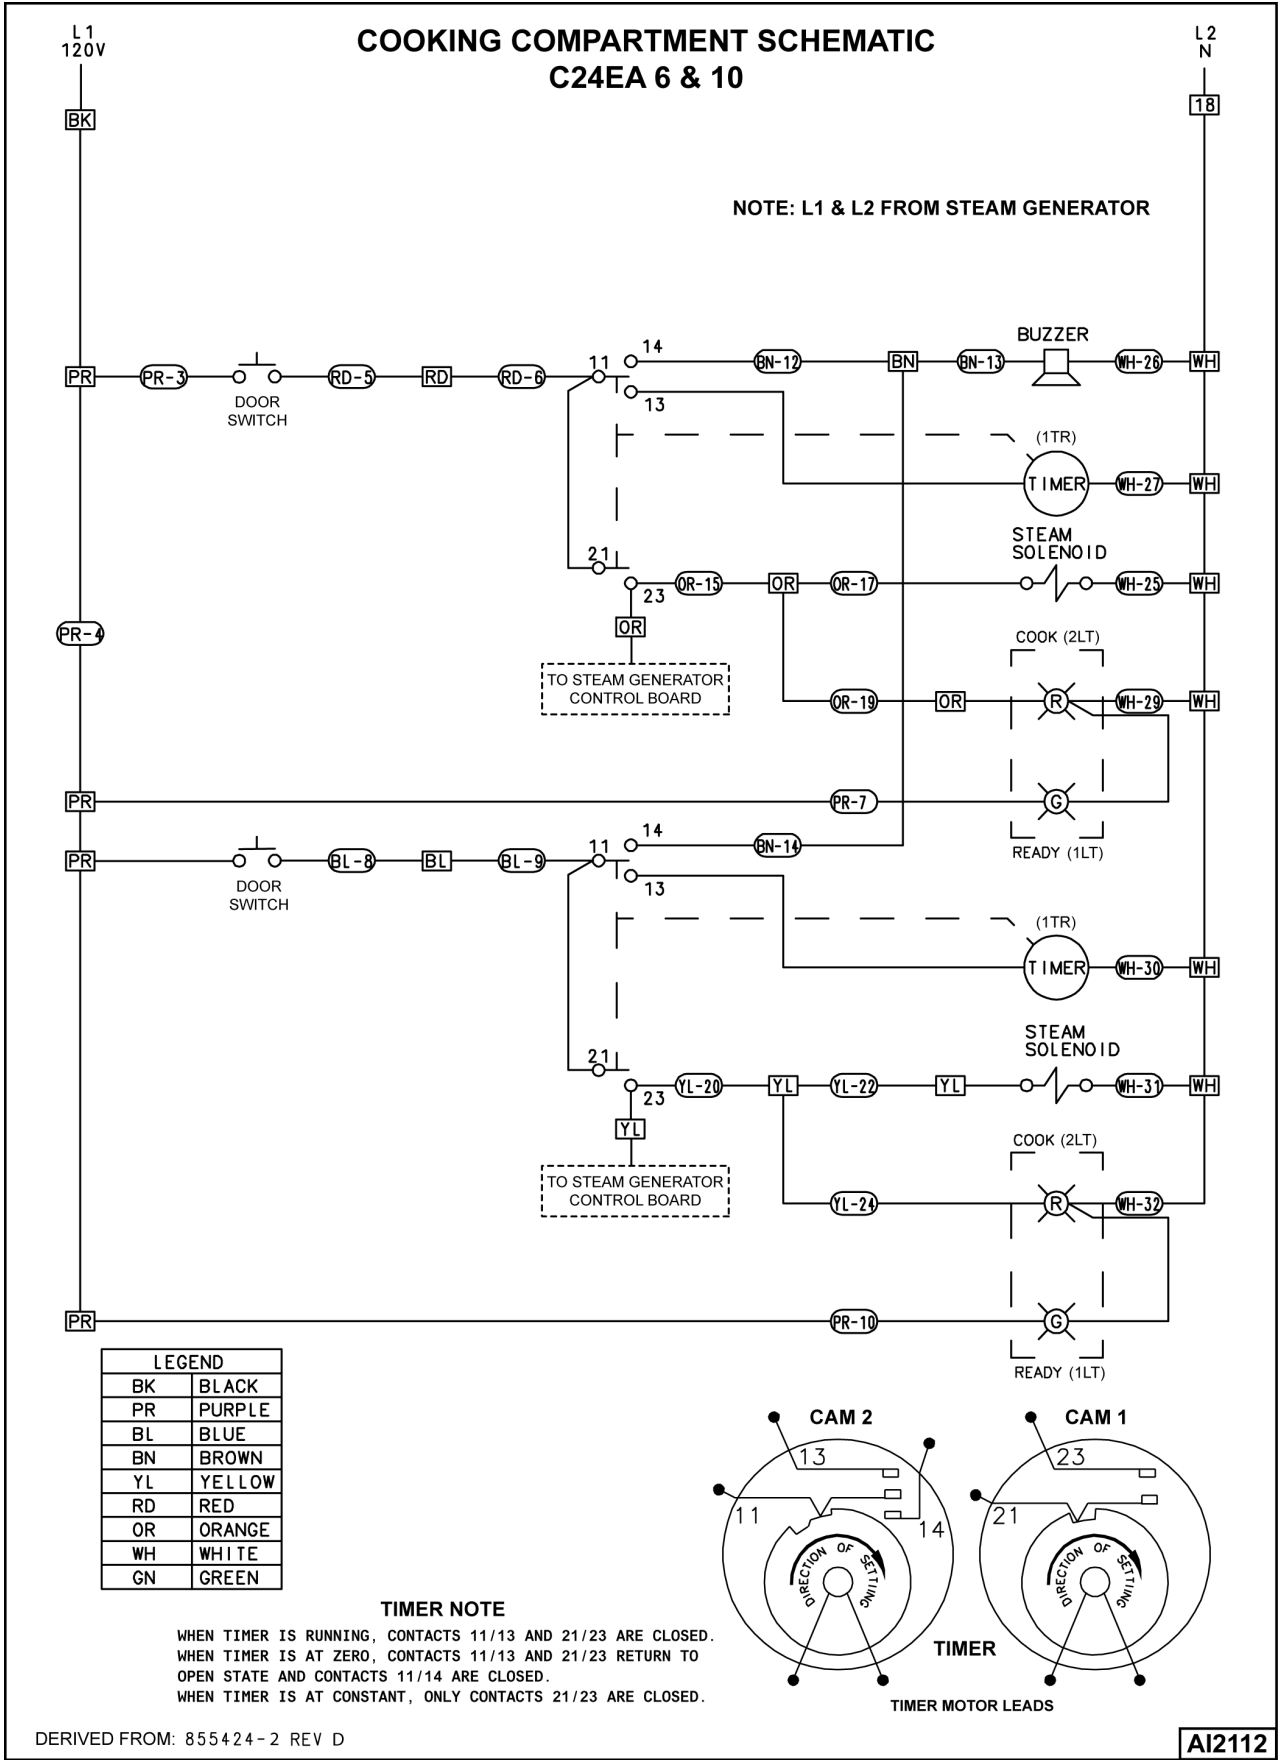 L1
120V
COOKING COMPARTMENT SCHEMATIC
C24EA 6 & 10
L2
N
BK
18
NOTE: L1 & L2 FROM STEAM GENERATOR
BUZZER
14
BN-12
BN
BN-13
WH-26
WH
PR
PR-3
RD-5
RD
RD-6
11
DOOR
SWITCH
13
(1TR)
TIMER
WH-27
WH
STEAM
SOLENOID
21
23
OR-15
OR
OR-17
WH-25
WH
OR
PR-4
COOK (2LT)
TO STEAM GENERATOR
CONTROL BOARD
OR-19
OR
R
WH-29
WH
PR
PR-7
G
READY (1LT)
14
BN-14
PR
BL-8
BL
BL-9
11
DOOR
SWITCH
13
(1TR)
TIMER
WH-30
WH
STEAM
SOLENOID
21
23
YL-20
YL
YL-22
YL
WH-31
WH
YL
COOK (2LT)
TO STEAM GENERATOR
CONTROL BOARD
YL-24
R
WH-32
PR
PR-10
G
READY (1LT)
LEGEND
BK BLACK
PR PURPLE
BL BLUE
BN BROWN
YL YELLOW
RD RED
OR ORANGE
WH WHITE
GN GREEN
CAM 2
13
11
14
DIRECTION OF SETTIING
CAM 1
23
21
DIRECTION OF SETTIING
TIMER
TIMER MOTOR LEADS
TIMER NOTE
WHEN TIMER IS RUNNING, CONTACTS 11/13 AND 21/23 ARE CLOSED.
WHEN TIMER IS AT ZERO, CONTACTS 11/13 AND 21/23 RETURN TO
OPEN STATE AND CONTACTS 11/14 ARE CLOSED.
WHEN TIMER IS AT CONSTANT, ONLY CONTACTS 21/23 ARE CLOSED.
DERIVED FROM: 855424-2 REV D
AI2112